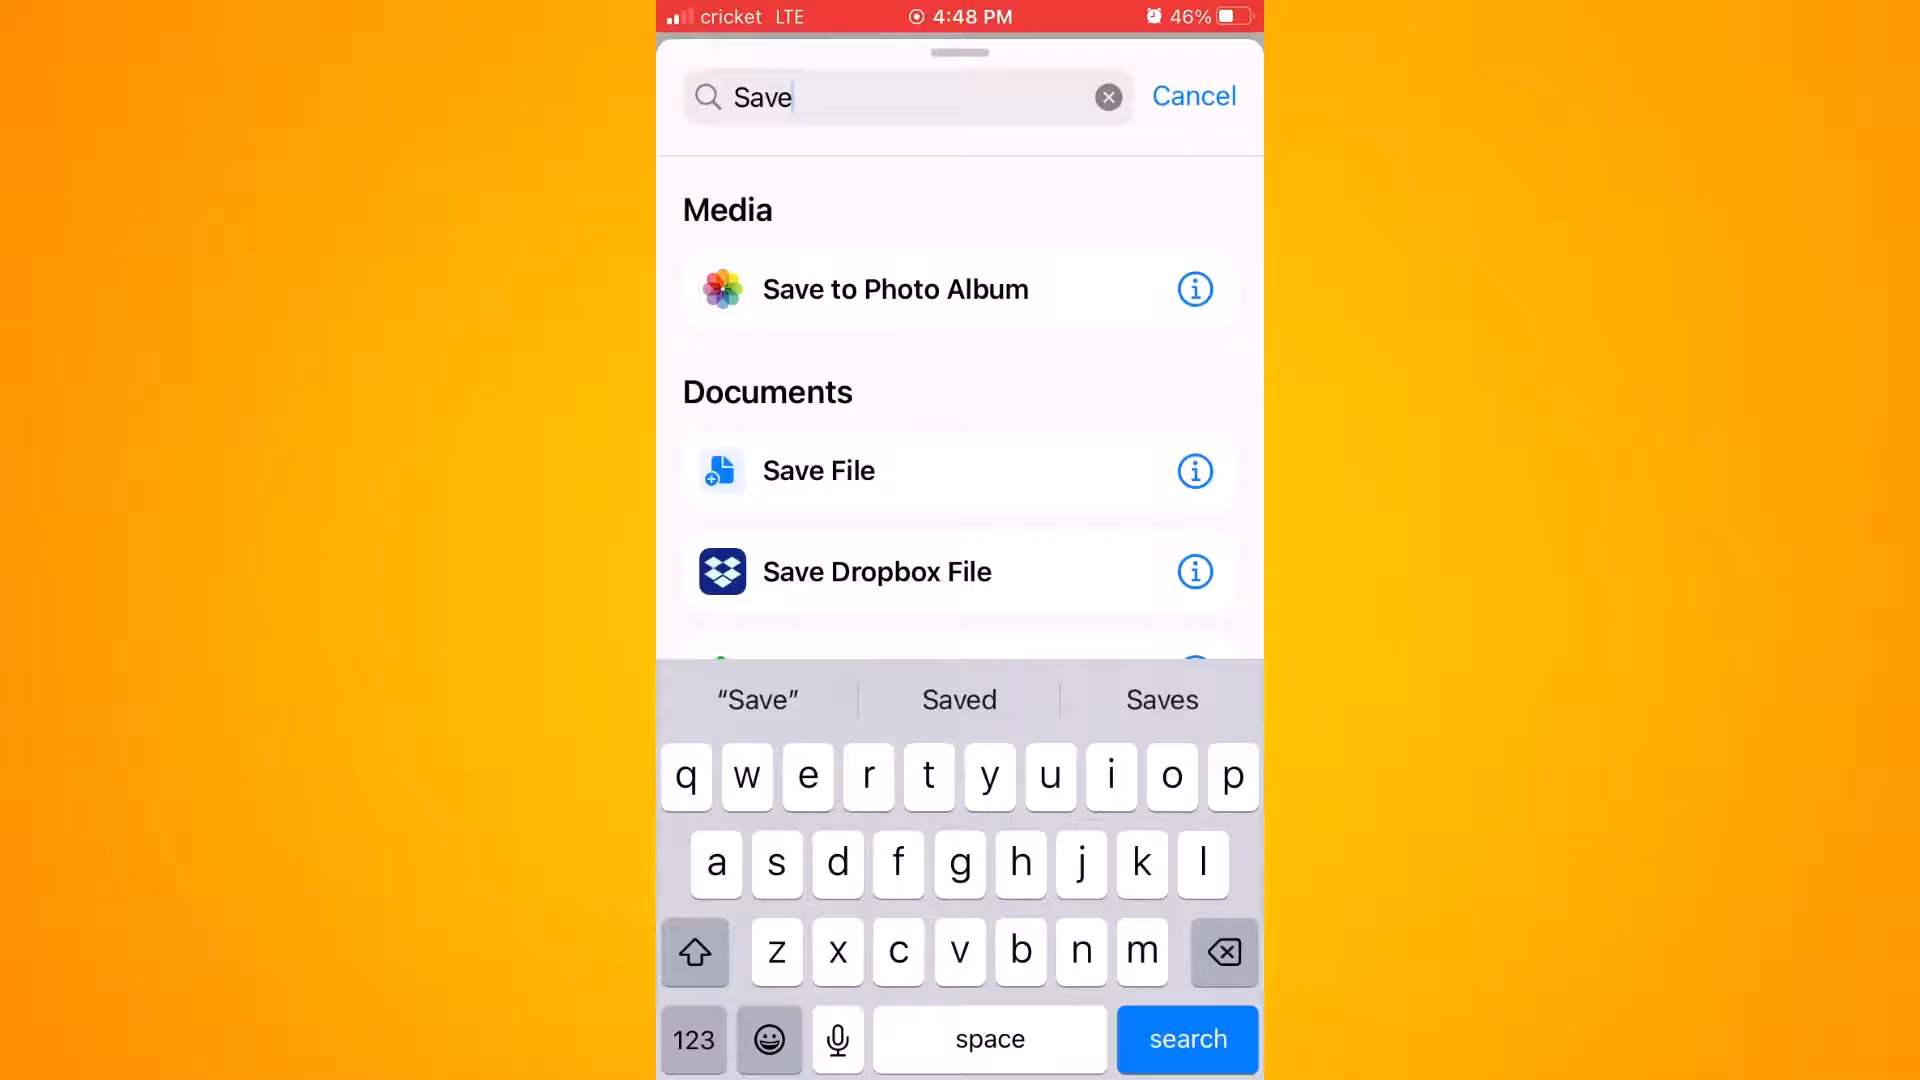 cricket LTE 4:48 PM 46%
Save Cancel
Media
Save to Photo Album
Documents
Save File
Save Dropbox File
“Save” Saved Saves
q w e r t y u i o p
a s d f g h j k l
z x c v b n m
123 space search